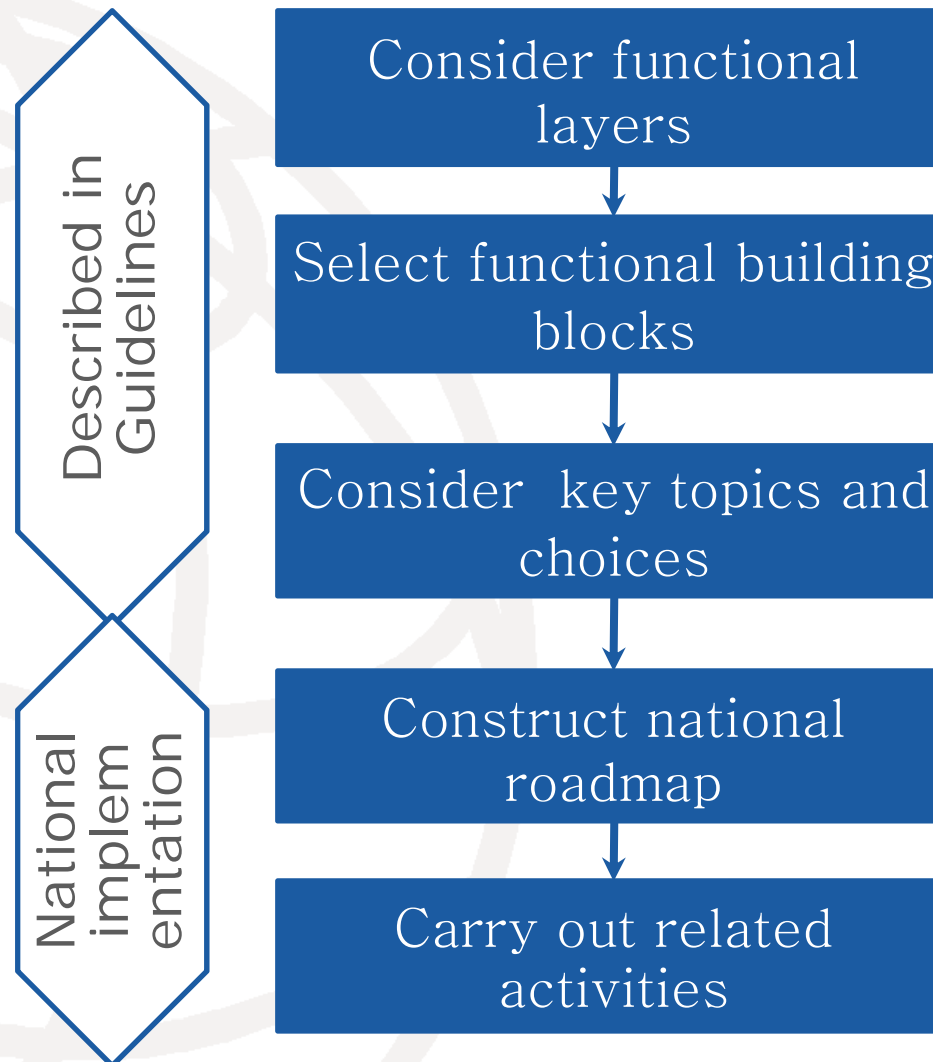 Described in
Guidelines
Consider functional
layers
Select functional building
blocks
Consider  key topics and
choices
National
implem
entation
Construct national
roadmap
Carry out related
activities